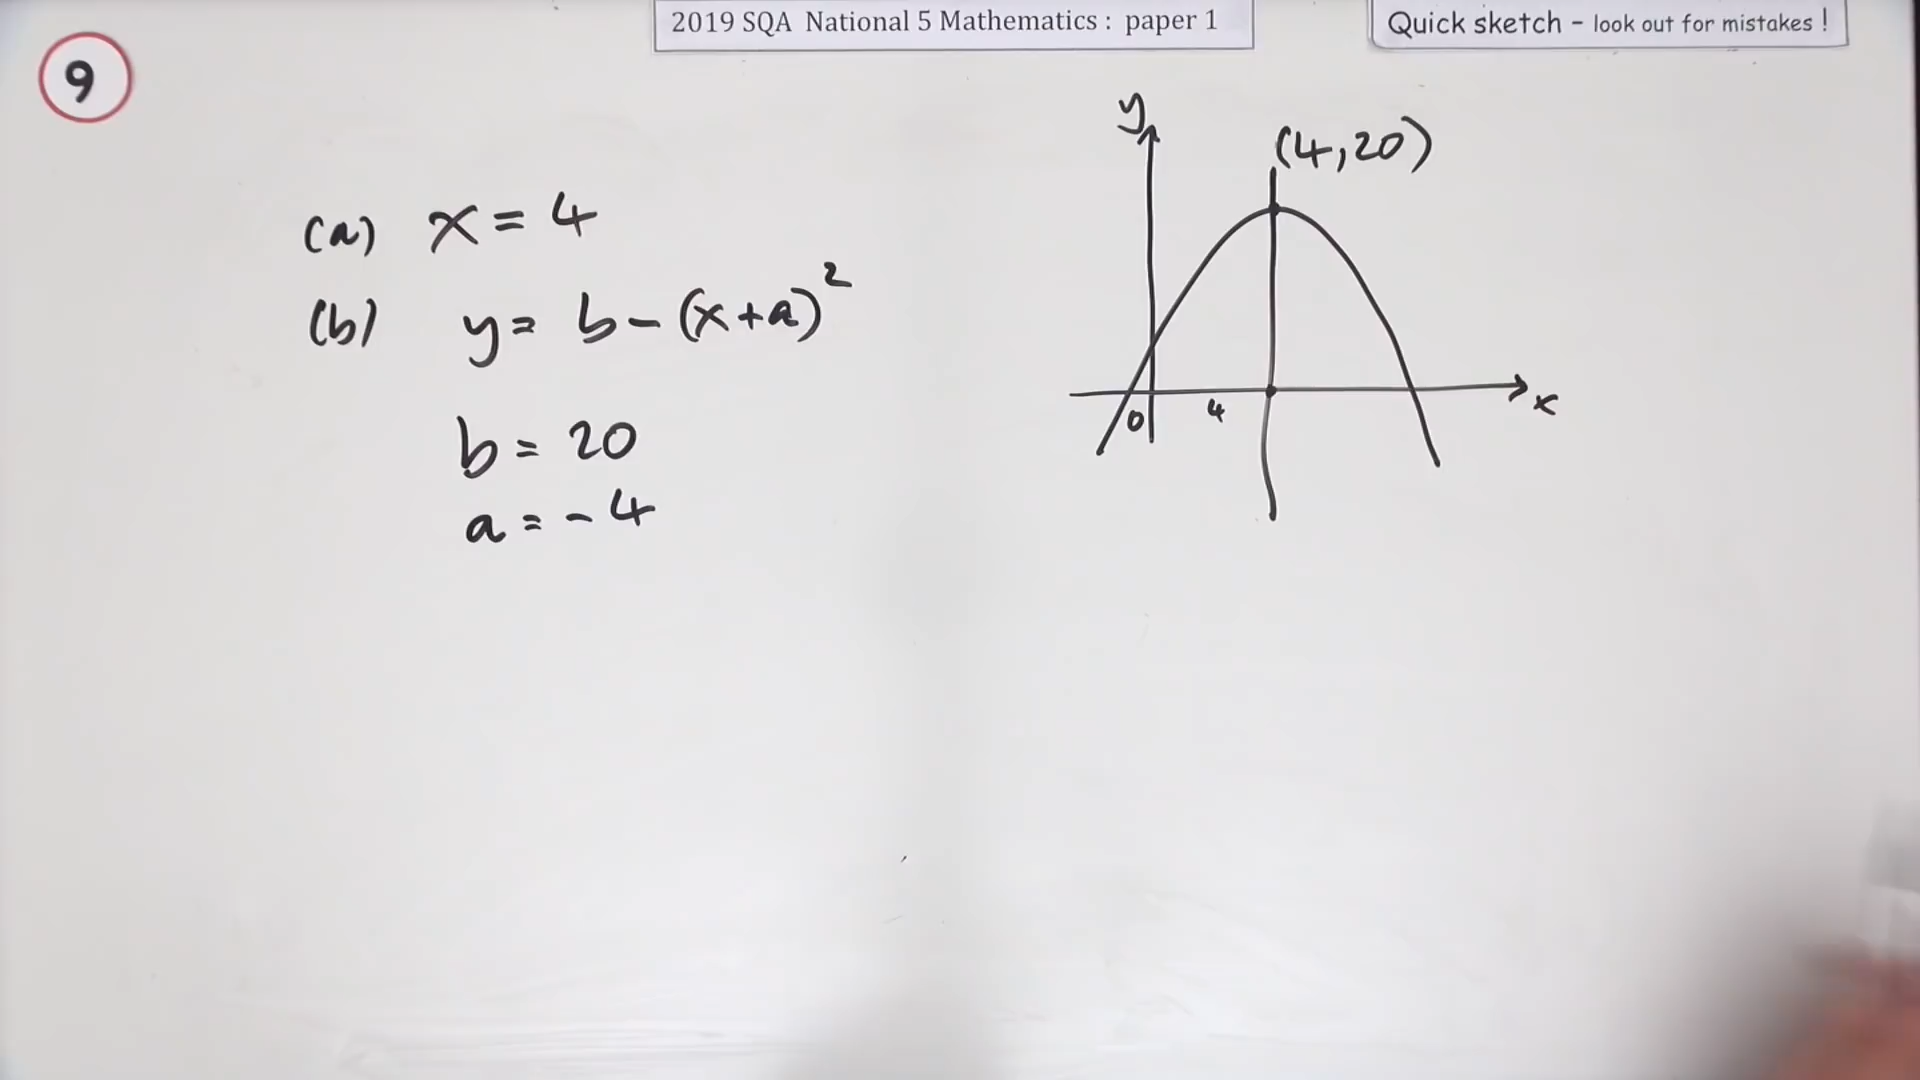 2019 SQA National 5 Mathematics : paper 1
Quick sketch - look out for mistakes !
9
(a) x = 4
(b) y = b - (x+a)²
b = 20
a = - 4
y
(4,20)
0
4
x